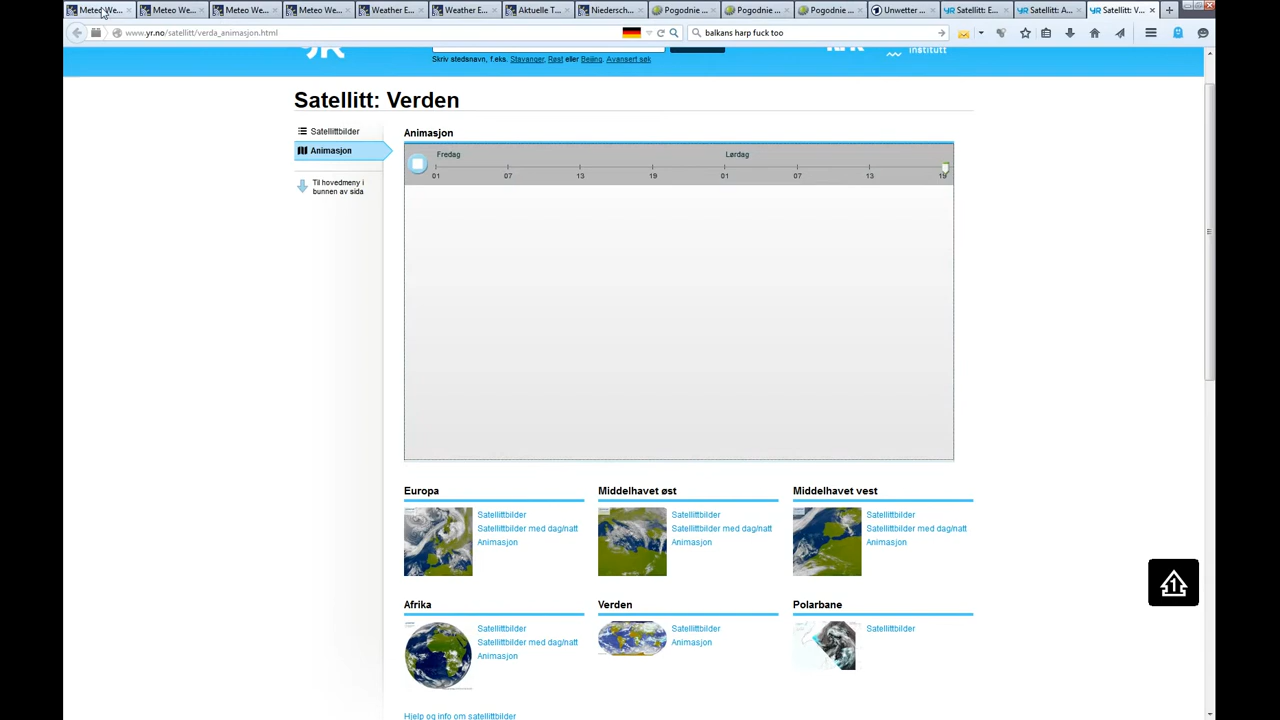 Meteo We...
Meteo We...
Meteo We...
Meteo We...
Weather E...
Weather E...
Aktuelle T...
Niedersch...
Pogodnie ...
Pogodnie ...
Pogodnie ...
Unwetter ...
Satellitt: E...
Satellitt: A...
Satellitt: V...
www.yr.no/satellitt/verda_animasjon.html
balkans harp fuck too
Skriv stedsnavn, f.eks. Stavanger, Røst eller Beijing. Avansert søk
institutt
Satellitt: Verden
Satellittbilder
Animasjon
Til hovedmeny i
bunnen av sida
Animasjon
Fredag
Lørdag
01 07 13 19 01 07 13 19
Europa
Satellittbilder
Satellittbilder med dag/natt
Animasjon
Middelhavet øst
Satellittbilder
Satellittbilder med dag/natt
Animasjon
Middelhavet vest
Satellittbilder
Satellittbilder med dag/natt
Animasjon
Afrika
Satellittbilder
Satellittbilder med dag/natt
Animasjon
Verden
Satellittbilder
Animasjon
Polarbane
Satellittbilder
Hjelp og info om satellittbilder
1